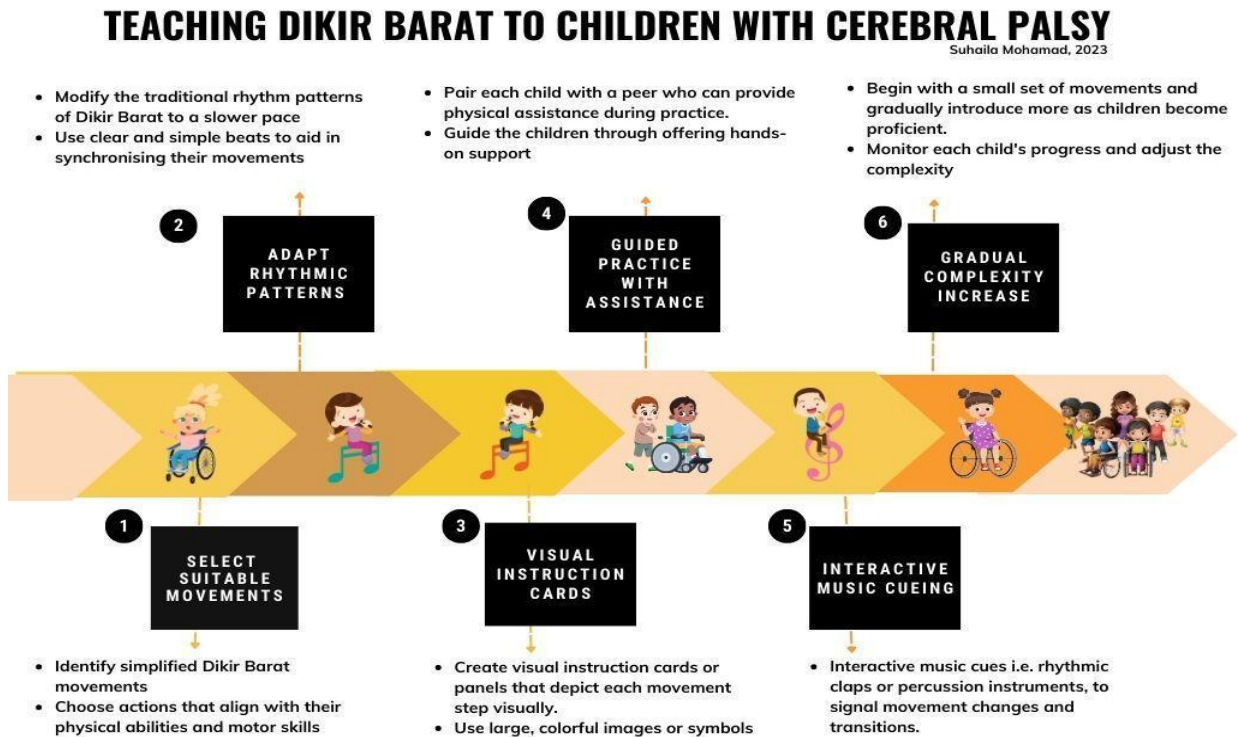 TEACHING DIKIR BARAT TO CHILDREN WITH CEREBRAL PALSY
Suhaila Mohamad, 2023
• Modify the traditional rhythm patterns
of Dikir Barat to a slower pace
• Use clear and simple beats to aid in
synchronising their movements
• Pair each child with a peer who can provide
physical assistance during practice.
• Guide the children through offering hands-
on support
• Begin with a small set of movements and
gradually introduce more as children become
proficient.
• Monitor each child's progress and adjust the
complexity
2
ADAPT
RHYTHMIC
PATTERNS
4
GUIDED
PRACTICE
WITH
ASSISTANCE
6
GRADUAL
COMPLEXITY
INCREASE
1
SELECT
SUITABLE
MOVEMENTS
3
VISUAL
INSTRUCTION
CARDS
5
INTERACTIVE
MUSIC CUEING
• Identify simplified Dikir Barat
movements
• Choose actions that align with their
physical abilities and motor skills
• Create visual instruction cards or
panels that depict each movement
step visually.
• Use large, colorful images or symbols
• Interactive music cues i.e. rhythmic
claps or percussion instruments, to
signal movement changes and
transitions.